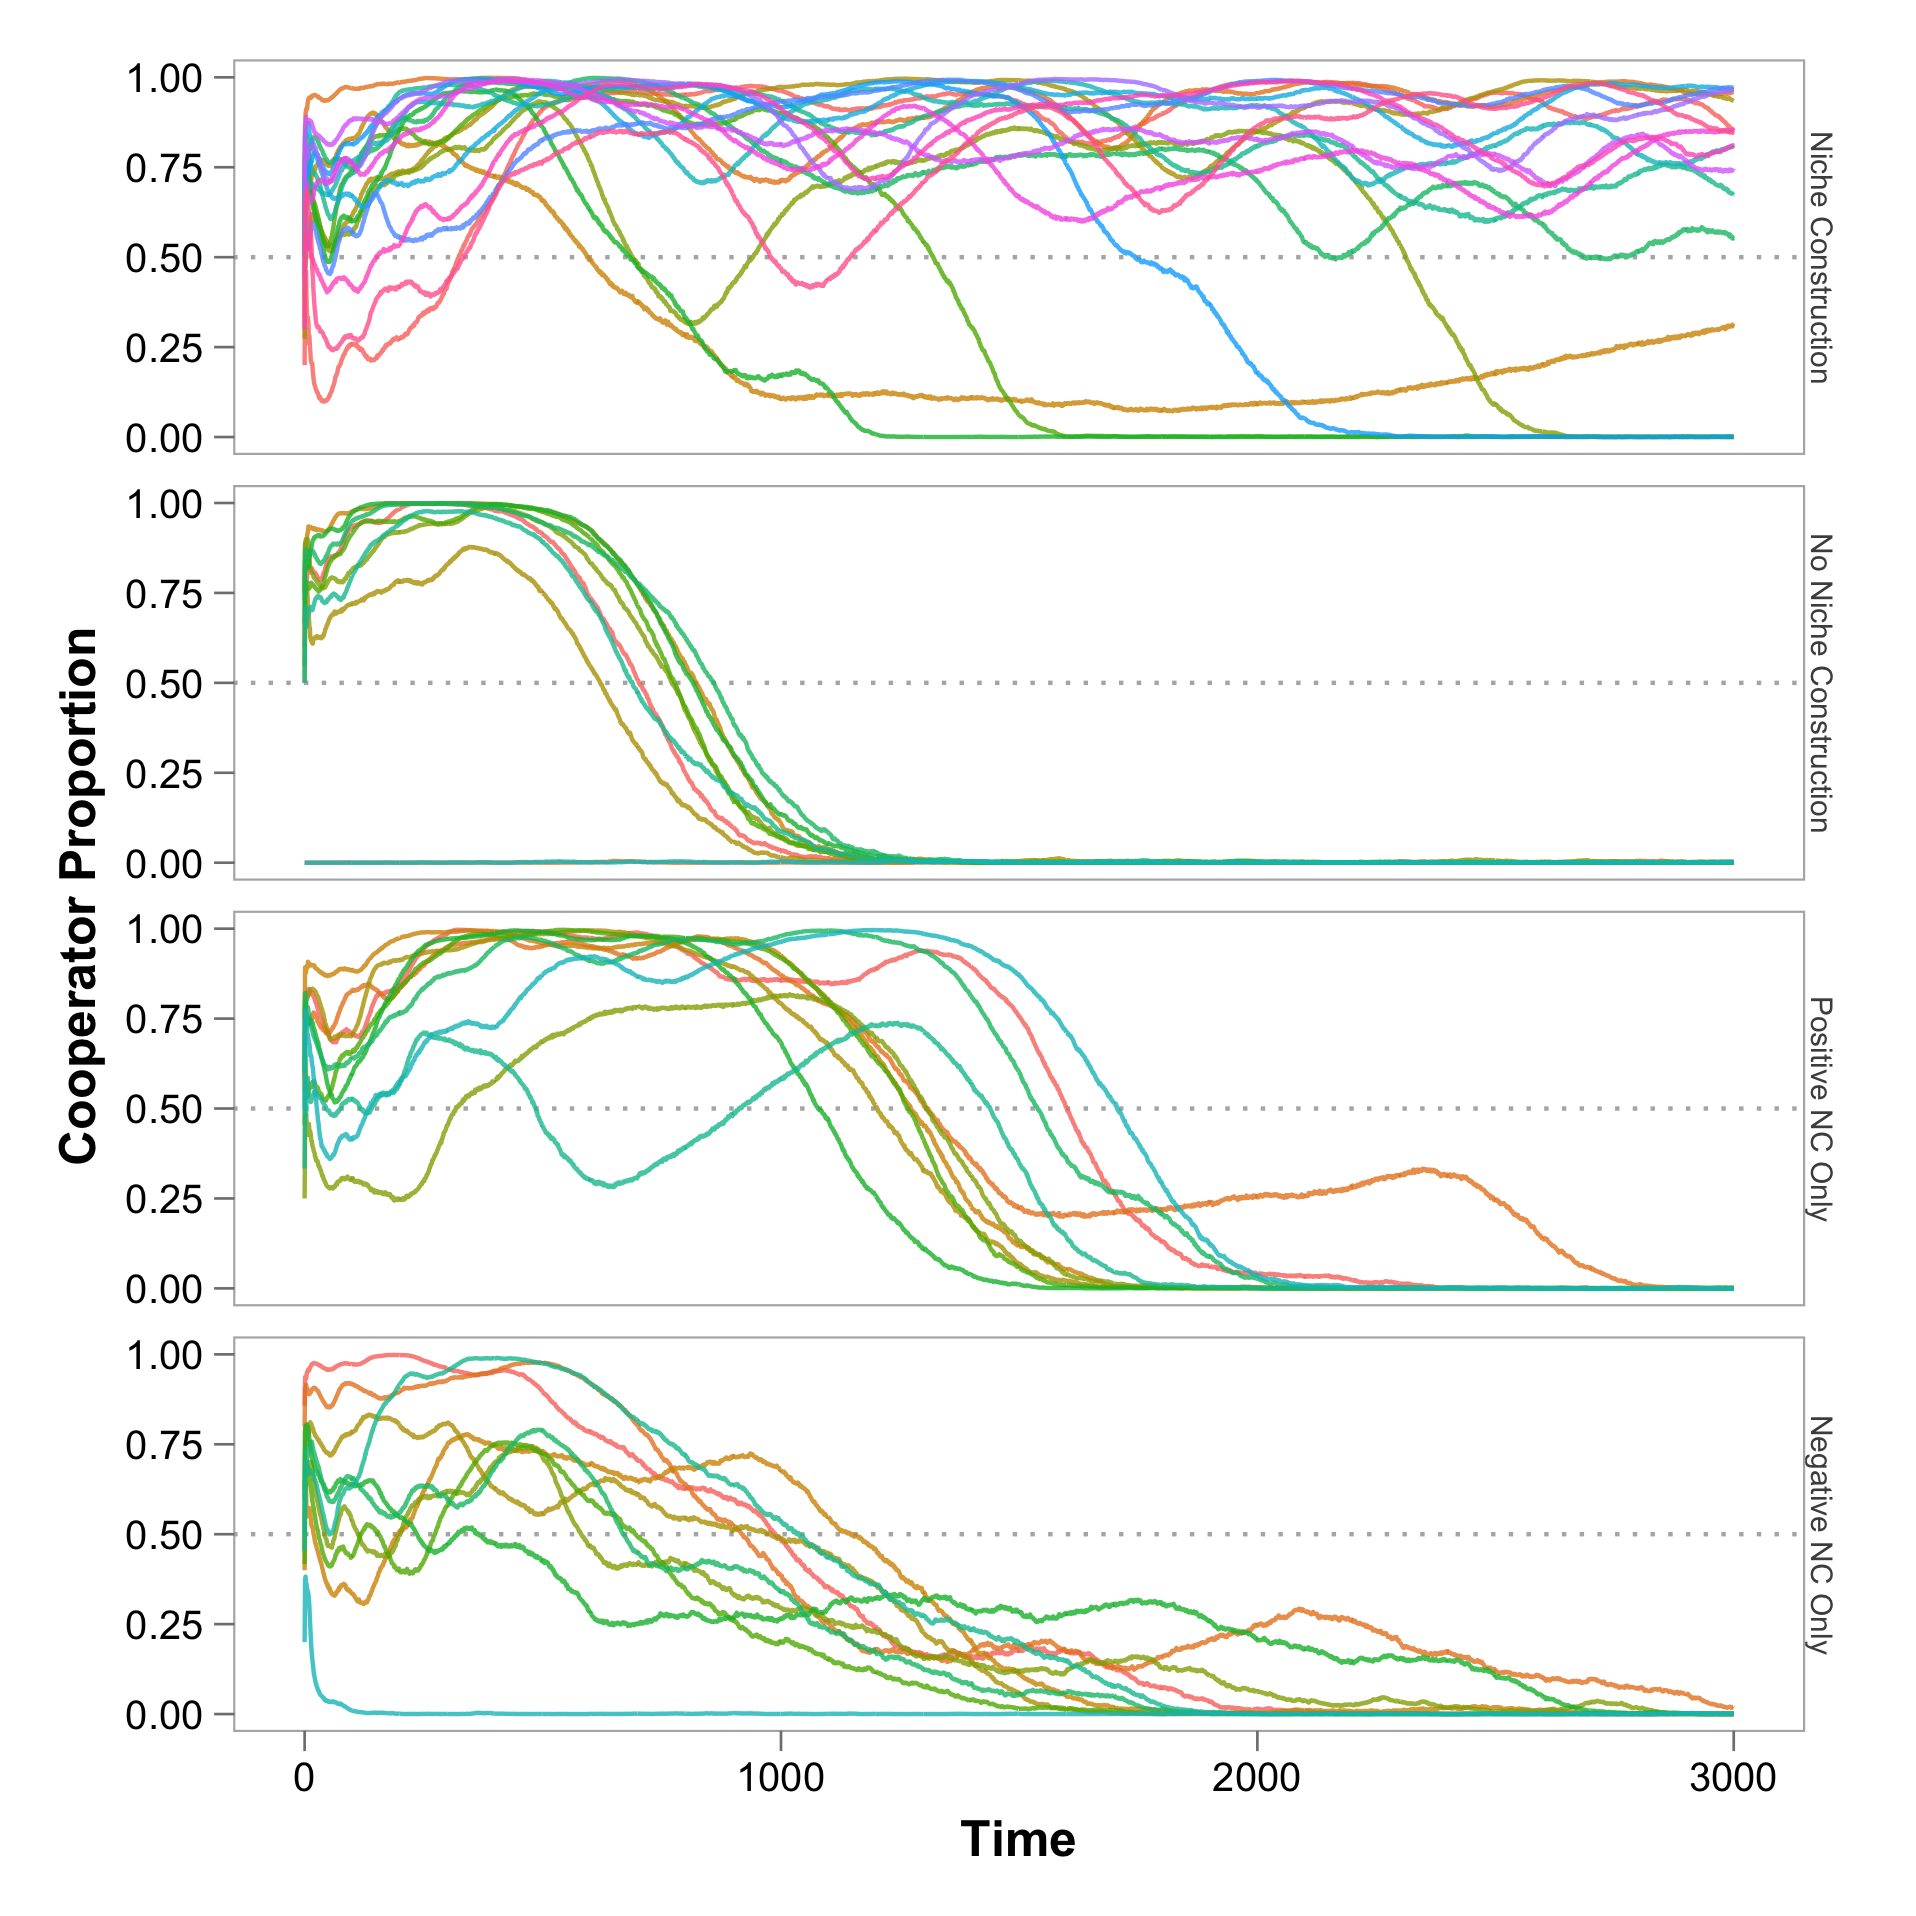 Cooperator Proportion
1.00
0.75
0.50
0.25
0.00
Niche Construction
1.00
0.75
0.50
0.25
0.00
No Niche Construction
1.00
0.75
0.50
0.25
0.00
Positive NC Only
1.00
0.75
0.50
0.25
0.00
Negative NC Only
0 1000 2000 3000
Time